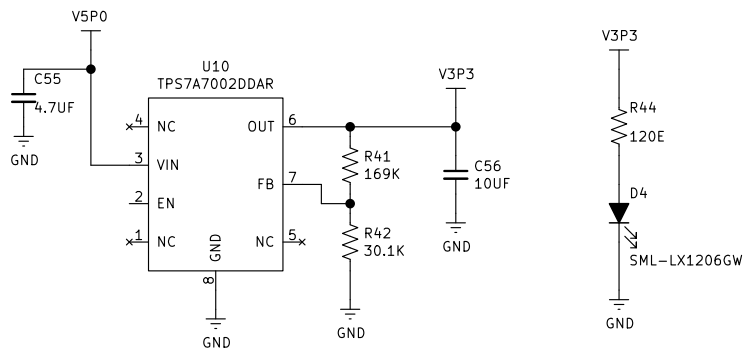 V5P0
C55
4.7UF
GND
U10
TPS7A7002DDAR
4 NC
3 VIN
2 EN
1 NC
OUT 6
FB 7
NC 5
GND
8
GND
R41
169K
R42
30.1K
GND
V3P3
C56
10UF
GND
V3P3
R44
120E
D4
SML-LX1206GW
GND